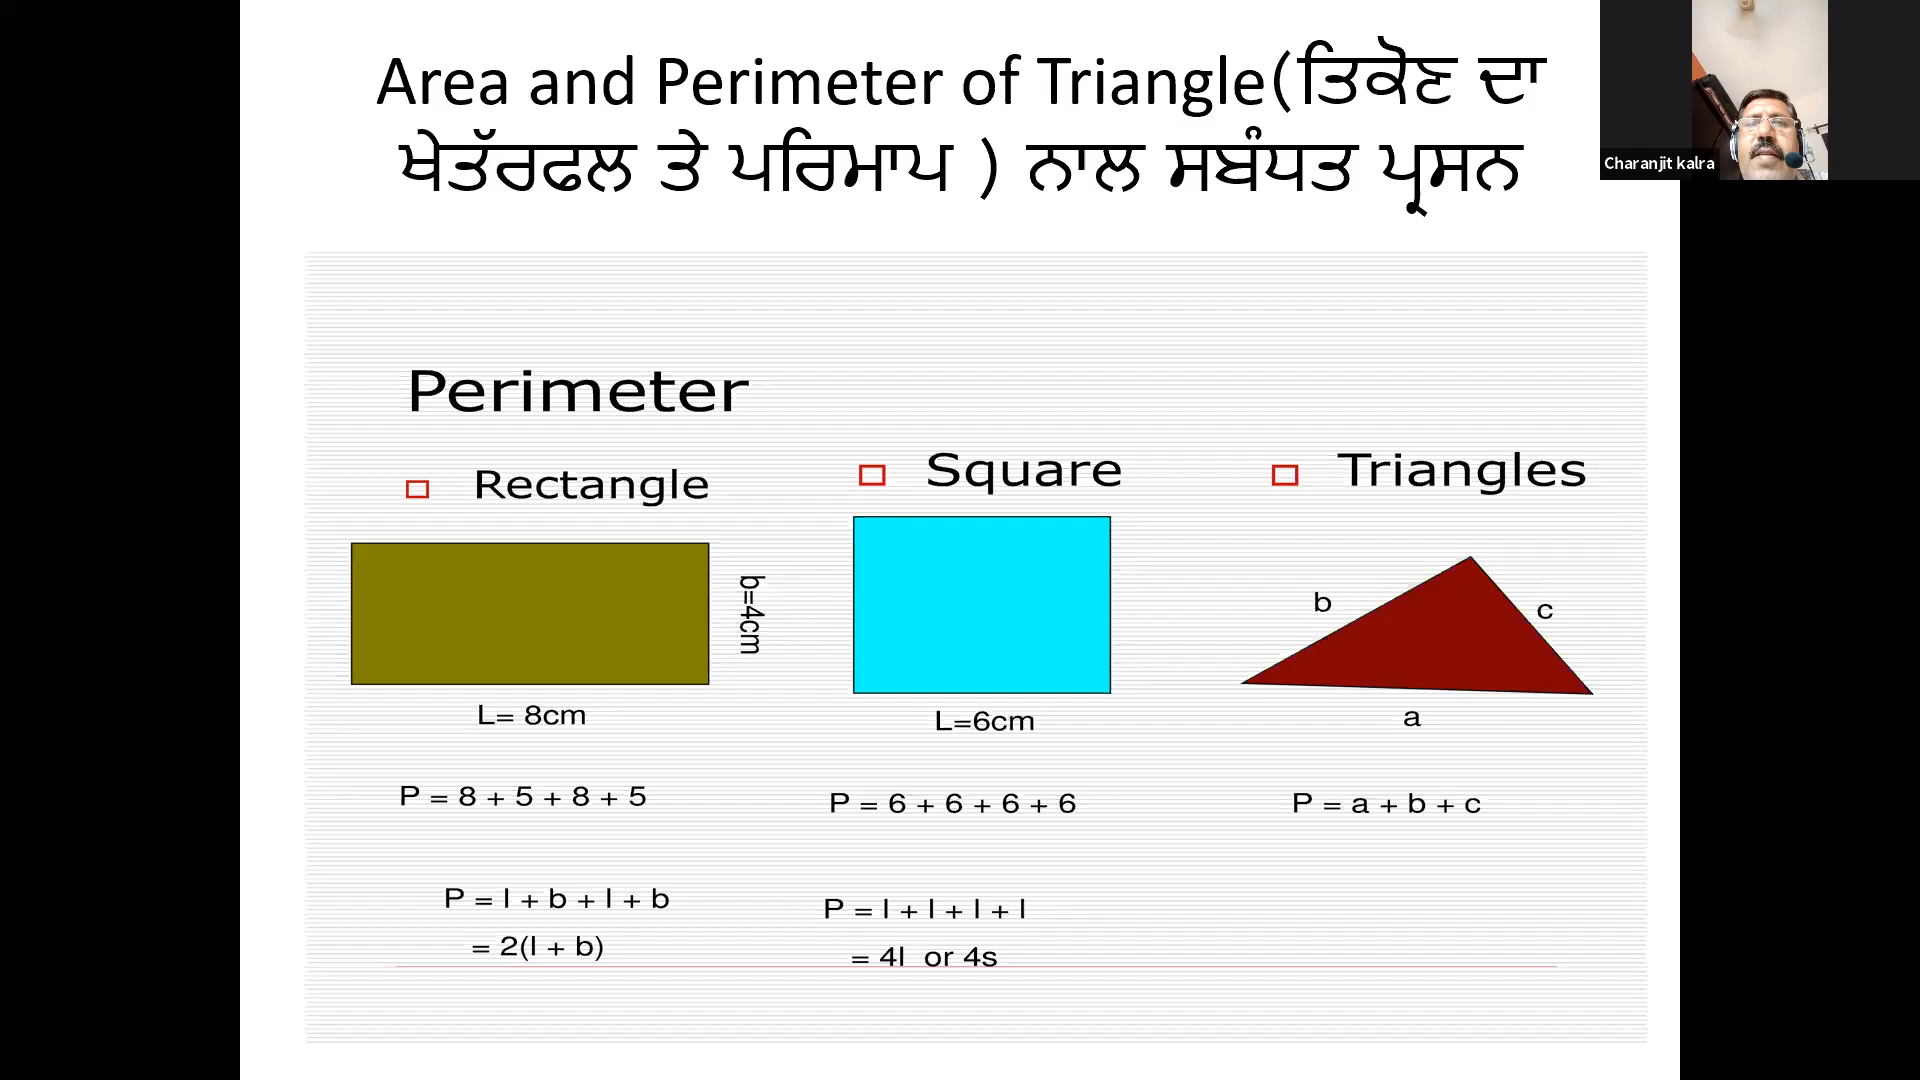 Area and Perimeter of Triangle(ਤਿਕੋਣ ਦਾ
ਖੇਤੱਰਫਲ ਤੇ ਪਰਿਮਾਪ ) ਨਾਲ ਸਬੰਧਤ ਪ੍ਰਸਨ
Charanjit kalra
Perimeter
Rectangle
Square
Triangles
b=4cm
b
c
L= 8cm
L=6cm
a
P = 8 + 5 + 8 + 5
P = 6 + 6 + 6 + 6
P = a + b + c
P = l + b + l + b
= 2(l + b)
P = l + l + l + l
= 4l or 4s